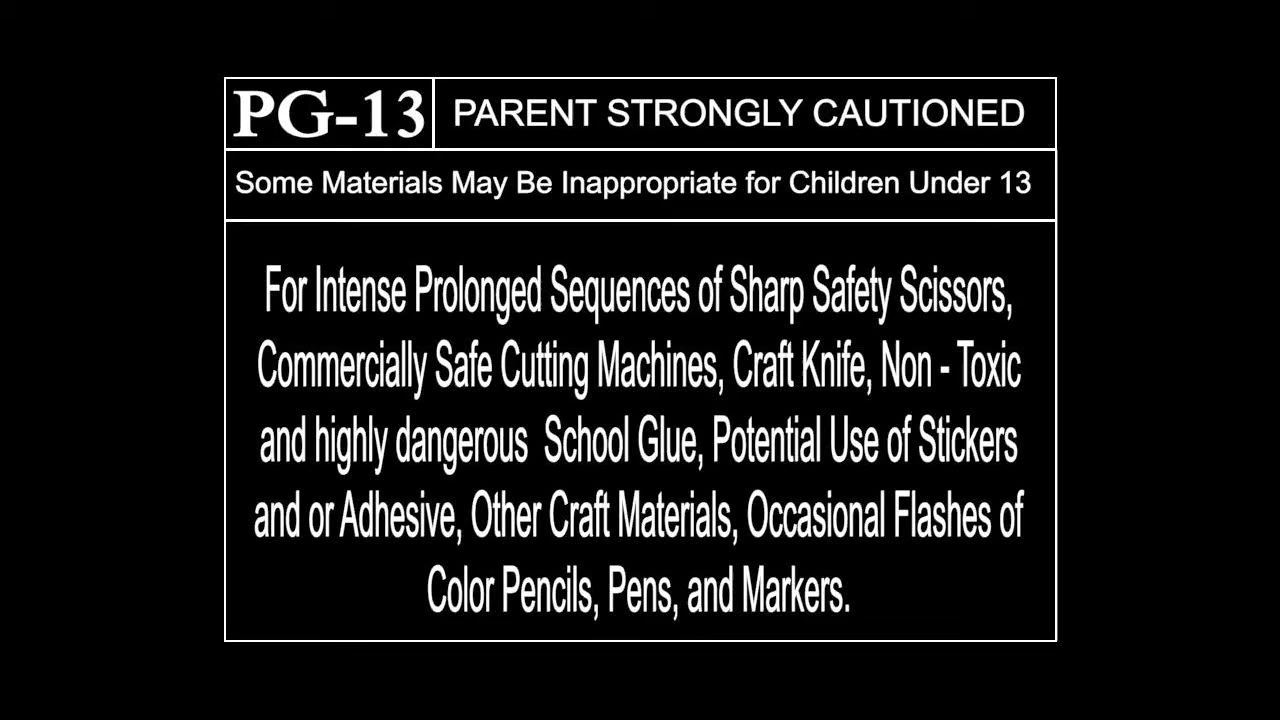 PG-13
PARENT STRONGLY CAUTIONED
Some Materials May Be Inappropriate for Children Under 13
For Intense Prolonged Sequences of Sharp Safety Scissors,
Commercially Safe Cutting Machines, Craft Knife, Non - Toxic
and highly dangerous School Glue, Potential Use of Stickers
and or Adhesive, Other Craft Materials, Occasional Flashes of
Color Pencils, Pens, and Markers.